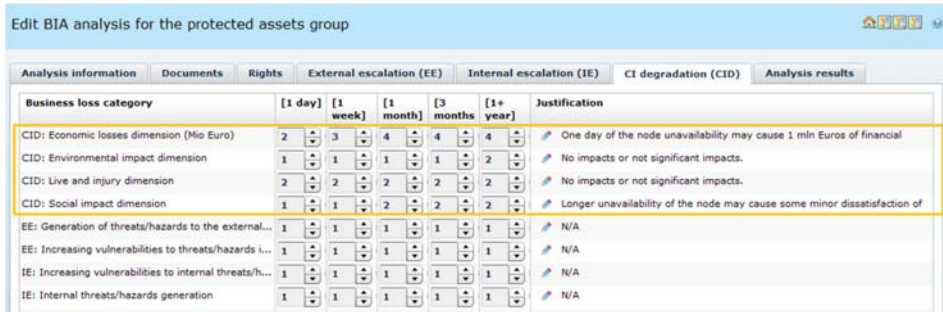 Edit BIA analysis for the protected assets group
Analysis information Documents Rights External escalation (EE) Internal escalation (IE) CI degradation (CID) Analysis results
Business loss category [1 day] [1 week] [1 month] [3 months [1+ year] Justification
CID: Economic losses dimension (Mio Euro) 2 3 4 4 4 One day of the node unavailability may cause 1 mln Euros of financial
CID: Environmental impact dimension 1 1 1 1 2 No impacts or not significant impacts.
CID: Live and injury dimension 2 2 2 2 2 No impacts or not significant impacts.
CID: Social impact dimension 1 1 2 2 2 Longer unavailability of the node may cause some minor dissatisfaction of
EE: Generation of threats/hazards to the external... 1 1 1 1 1 N/A
EE: Increasing vulnerabilities to threats/hazards i... 1 1 1 1 1 N/A
IE: Increasing vulnerabilities to internal threats/h... 1 1 1 1 1 N/A
IE: Internal threats/hazards generation 1 1 1 1 1 N/A